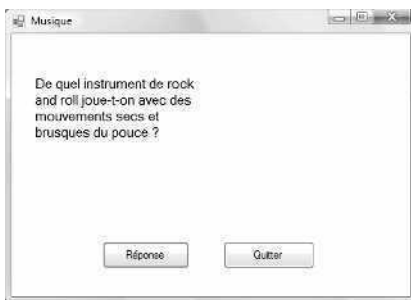 Musique
De quel instrument de rock
and roll joue-t-on avec des
mouvements secs et
brusques du pouce ?
Réponse Quitter